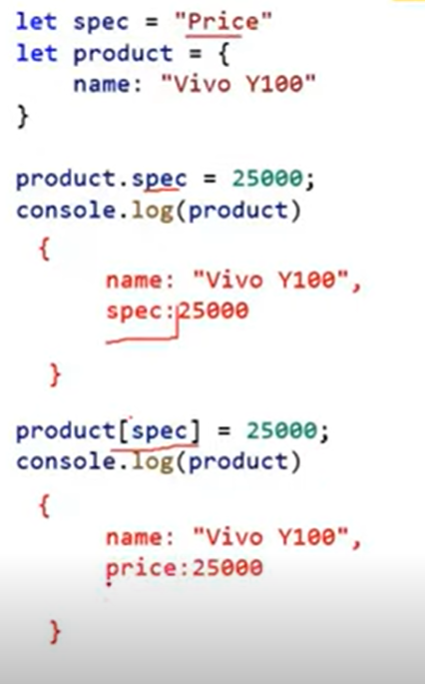 let spec = "Price"
let product = {
name: "Vivo Y100"
}
product.spec = 25000;
console.log(product)
{
name: "Vivo Y100",
spec:25000
}
product[spec] = 25000;
console.log(product)
{
name: "Vivo Y100",
price:25000
}